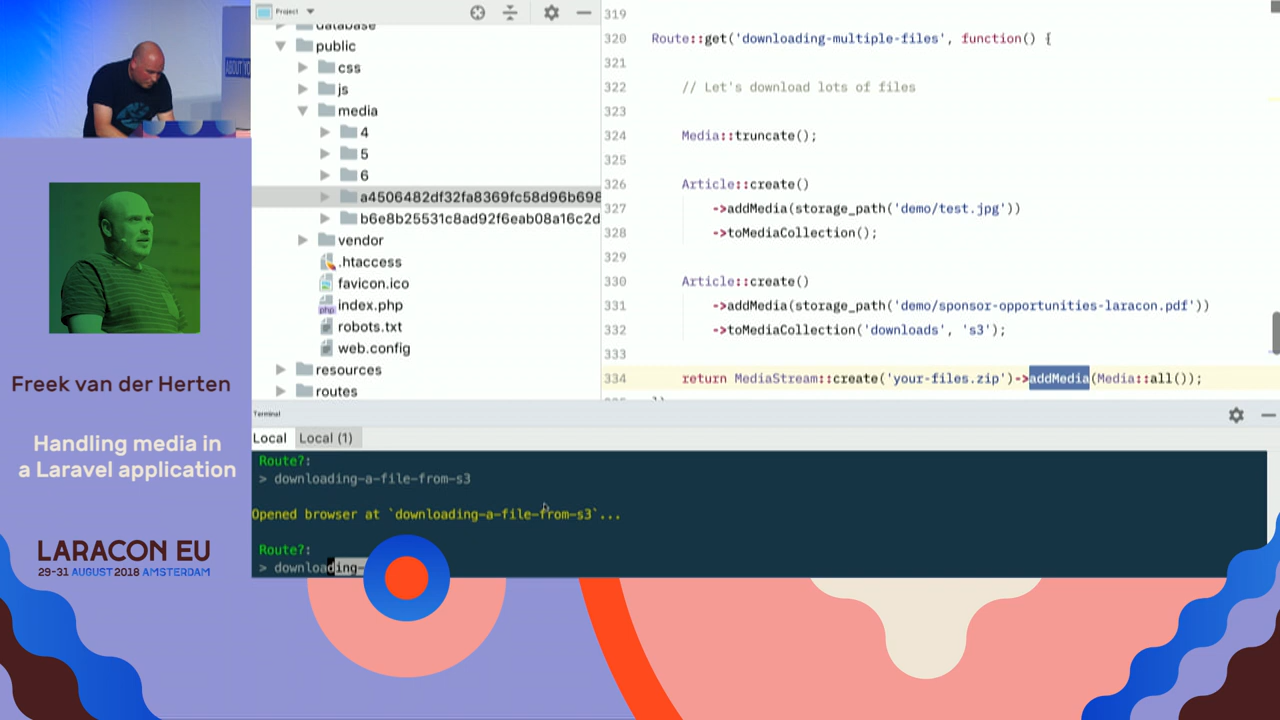 ABOUT YOU
Freek van der Herten
Handling media in
a Laravel application
LARACON EU
29-31 AUGUST 2018 AMSTERDAM
Project
database
public
css
js
media
4
5
6
a4506482df32fa8369fc58d96b698
b6e8b25531c8ad92f6eab08a16c2d
vendor
.htaccess
favicon.ico
php index.php
robots.txt
web.config
resources
routes
319
320 Route::get('downloading-multiple-files', function() {
321
322 // Let's download lots of files
323
324 Media::truncate();
325
326 Article::create()
327 ->addMedia(storage_path('demo/test.jpg'))
328 ->toMediaCollection();
329
330 Article::create()
331 ->addMedia(storage_path('demo/sponsor-opportunities-laracon.pdf'))
332 ->toMediaCollection('downloads', 's3');
333
334 return MediaStream::create('your-files.zip')->addMedia(Media::all());
Terminal
Local Local (1)
Route?:
> downloading-a-file-from-s3
Opened browser at `downloading-a-file-from-s3`...
Route?:
> downloading-